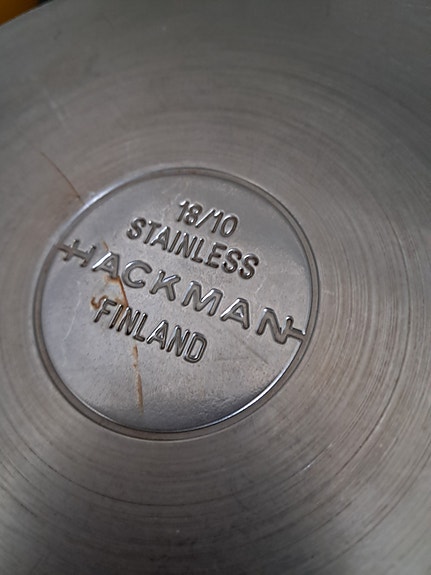 18/10
STAINLESS
HACKMAN
FINLAND